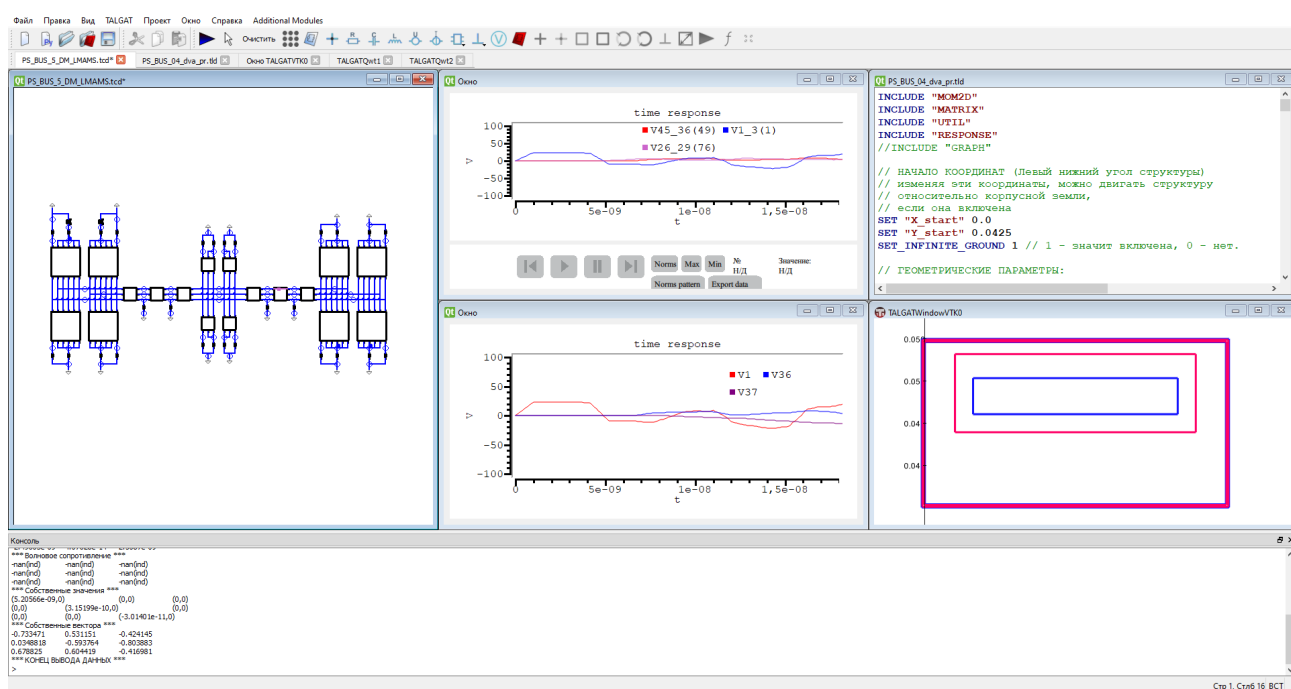 Файл Правка Вид TALGAT Проект Окно Справка Additional Modules
Очистить
PS_BUS_5_DM_LMAMS.tcd* PS_BUS_04_dva_pr.tld Окно TALGATVTK0 TALGATQwt1 TALGATQwt2
PS_BUS_5_DM_LMAMS.tcd*
Окно
time response
V45_36(49) V1_3(1)
V26_29(76)
100
50
0
-50
-100
V
0 5e-09 1e-08 1,5e-08
t
Norms Max Min № Значение:
Н/Д Н/Д
Norms pattern Export data
Окно
time response
V1 V36
V37
100
50
0
-50
-100
V
0 5e-09 1e-08 1,5e-08
t
PS_BUS_04_dva_pr.tld
INCLUDE "MOM2D"
INCLUDE "MATRIX"
INCLUDE "UTIL"
INCLUDE "RESPONSE"
//INCLUDE "GRAPH"
// НАЧАЛО КООРДИНАТ (Левый нижний угол структуры)
// изменяя эти координаты, можно двигать структуру
// относительно корпусной земли,
// если она включена
SET "X_start" 0.0
SET "Y_start" 0.0425
SET_INFINITE_GROUND 1 // 1 - значит включена, 0 - нет.
// ГЕОМЕТРИЧЕСКИЕ ПАРАМЕТРЫ:
TALGATWindowVTK0
0.05
0.05
0.04
0.04
Консоль
*** Волновое сопротивление ***
-nan(ind) -nan(ind) -nan(ind)
-nan(ind) -nan(ind) -nan(ind)
-nan(ind) -nan(ind) -nan(ind)
*** Собственные значения ***
(5.20566e-09,0) (0,0) (0,0)
(0,0) (3.15199e-10,0) (0,0)
(0,0) (0,0) (-3.01401e-11,0)
*** Собственные вектора ***
-0.733471 0.531151 -0.424145
0.0348818 -0.593764 -0.803883
0.678825 0.604419 -0.416981
*** КОНЕЦ ВЫВОДА ДАННЫХ ***
>
Стр 1, Стлб 16 ВСТ